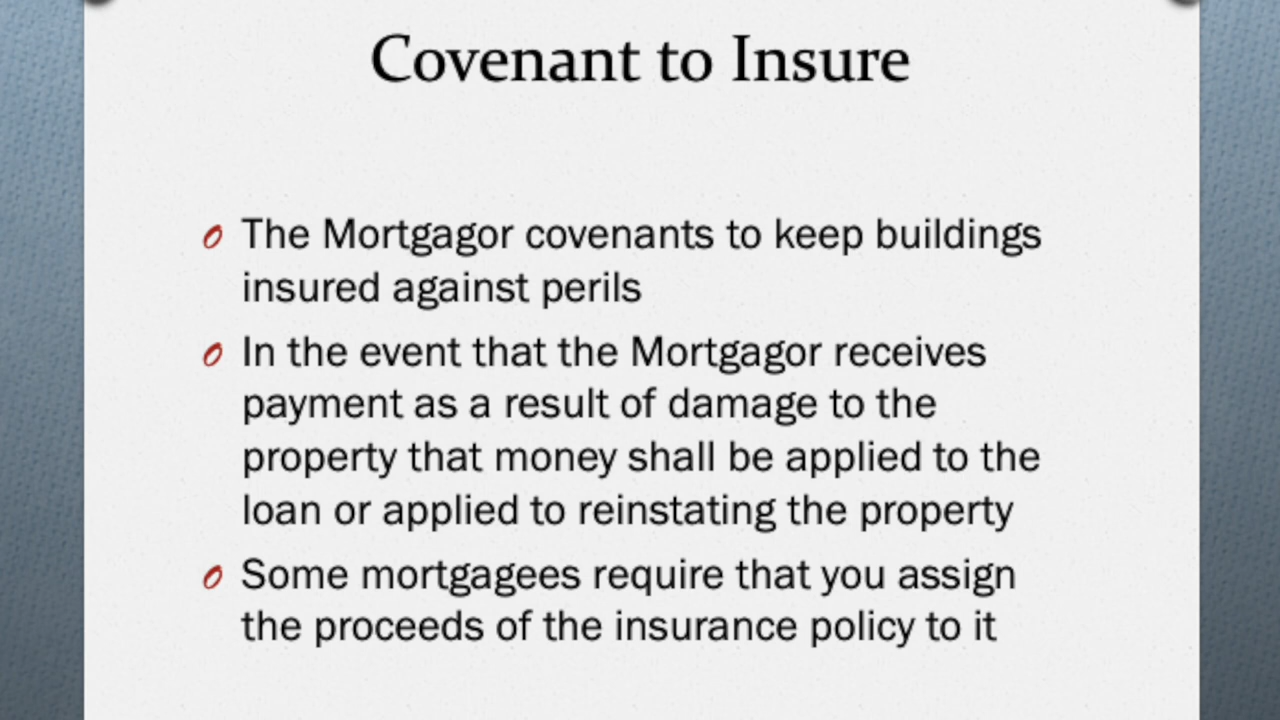 Covenant to Insure
The Mortgagor covenants to keep buildings
insured against perils
In the event that the Mortgagor receives
payment as a result of damage to the
property that money shall be applied to the
loan or applied to reinstating the property
Some mortgagees require that you assign
the proceeds of the insurance policy to it